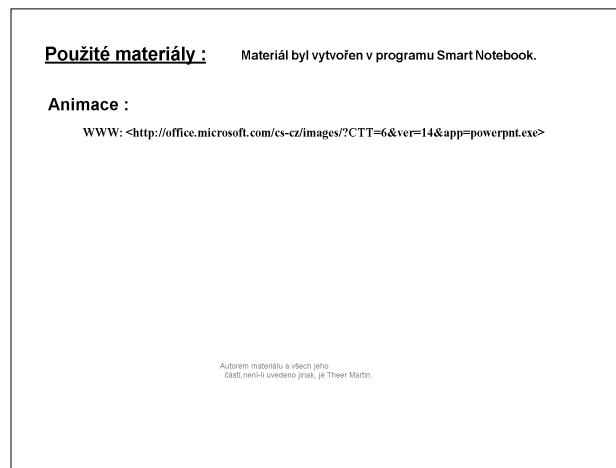 Použité materiály : Materiál byl vytvořen v programu Smart Notebook.
Animace :
WWW: <http://office.microsoft.com/cs-cz/images/?CTT=6&ver=14&app=powerpnt.exe>
Autorem materiálu a všech jeho
částí,není-li uvedeno jinak, je Theer Martin.